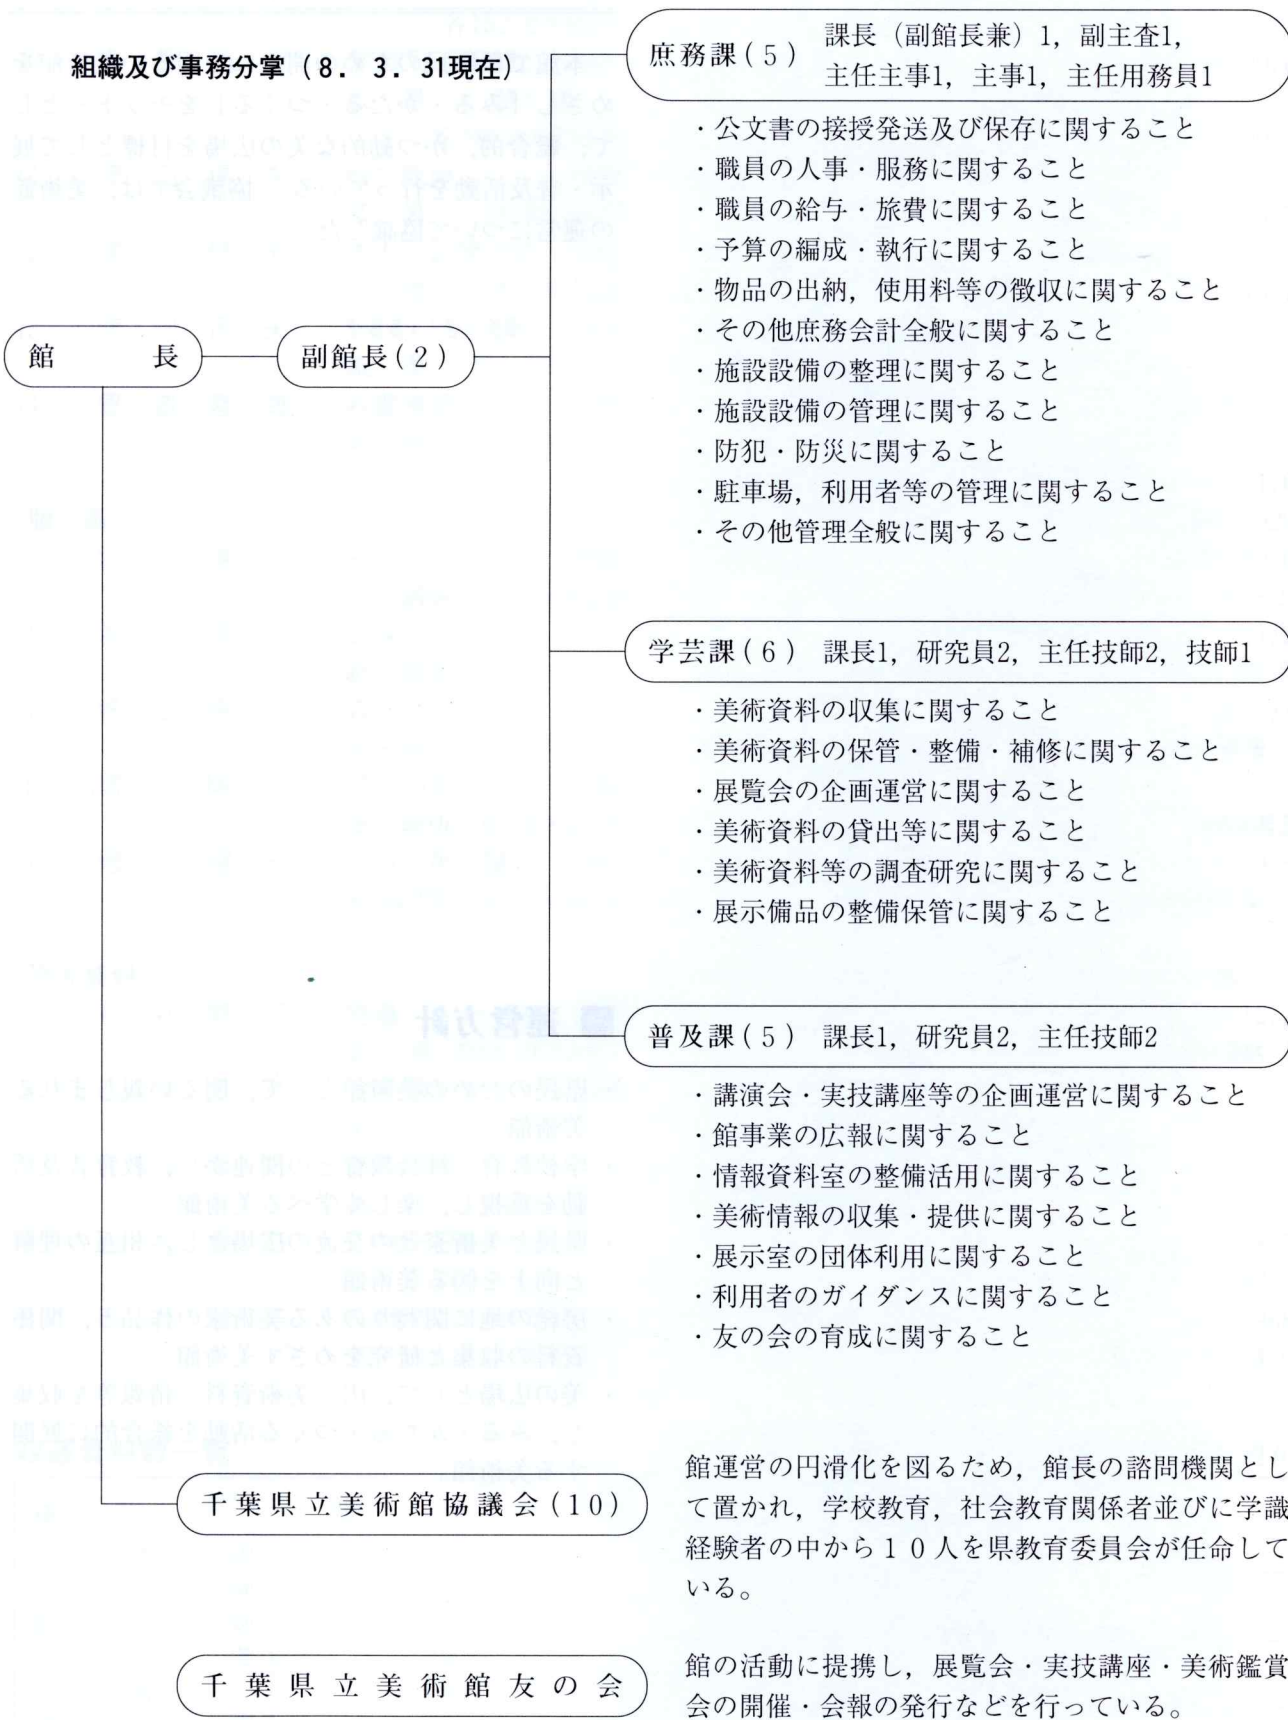 組織及び事務分掌（8．3．31現在）
館　　長
副館長(２)
庶務課(５)　課長（副館長兼）1，副主査1，
主任主事1，主事1，主任用務員1
・公文書の接授発送及び保存に関すること
・職員の人事・服務に関すること
・職員の給与・旅費に関すること
・予算の編成・執行に関すること
・物品の出納，使用料等の徴収に関すること
・その他庶務会計全般に関すること
・施設設備の整理に関すること
・施設設備の管理に関すること
・防犯・防災に関すること
・駐車場，利用者等の管理に関すること
・その他管理全般に関すること
学芸課(６)　課長1，研究員2，主任技師2，技師1
・美術資料の収集に関すること
・美術資料の保管・整備・補修に関すること
・展覧会の企画運営に関すること
・美術資料の貸出等に関すること
・美術資料等の調査研究に関すること
・展示備品の整備保管に関すること
普及課(５)　課長1，研究員2，主任技師2
・講演会・実技講座等の企画運営に関すること
・館事業の広報に関すること
・情報資料室の整備活用に関すること
・美術情報の収集・提供に関すること
・展示室の団体利用に関すること
・利用者のガイダンスに関すること
・友の会の育成に関すること
千葉県立美術館協議会(10)
館運営の円滑化を図るため，館長の諮問機関とし
て置かれ，学校教育，社会教育関係者並びに学識
経験者の中から１０人を県教育委員会が任命して
いる。
千葉県立美術館友の会
館の活動に提携し，展覧会・実技講座・美術鑑賞
会の開催・会報の発行などを行っている。